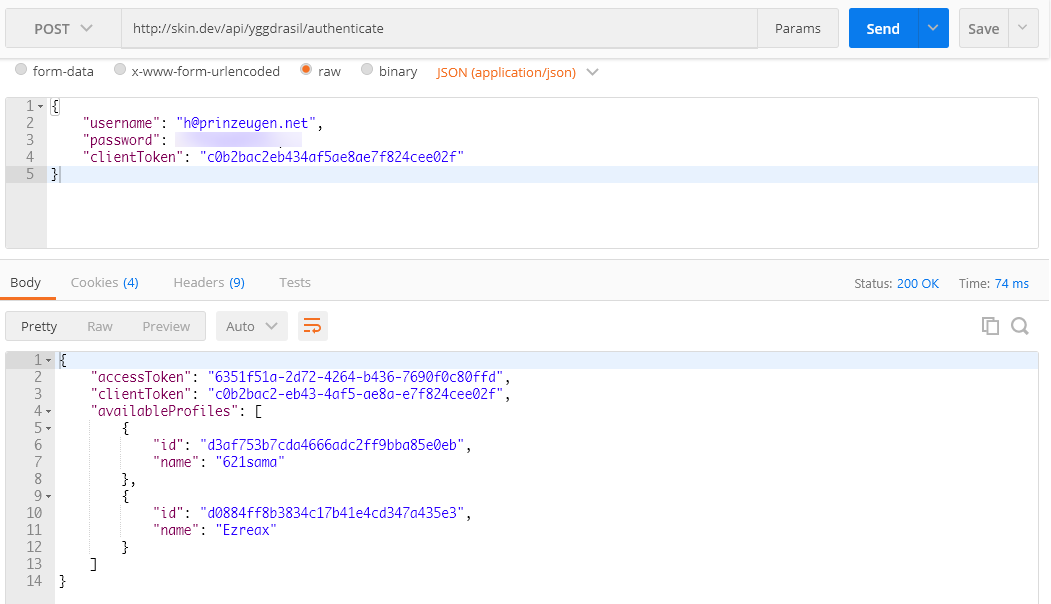 POST http://skin.dev/api/yggdrasil/authenticate Params Send Save
form-data x-www-form-urlencoded raw binary JSON (application/json)
1 {
2 "username": "h@prinzeugen.net",
3 "password":
4 "clientToken": "c0b2bac2eb434af5ae8ae7f824cee02f"
5 }
Body Cookies (4) Headers (9) Tests Status: 200 OK Time: 74 ms
Pretty Raw Preview Auto
1 {
2 "accessToken": "6351f51a-2d72-4264-b436-7690f0c80ffd",
3 "clientToken": "c0b2bac2-eb43-4af5-ae8a-e7f824cee02f",
4 "availableProfiles": [
5 {
6 "id": "d3af753b7cda4666adc2ff9bba85e0eb",
7 "name": "621sama"
8 },
9 {
10 "id": "d0884ff8b3834c17b41e4cd347a435e3",
11 "name": "Ezreax"
12 }
13 ]
14 }